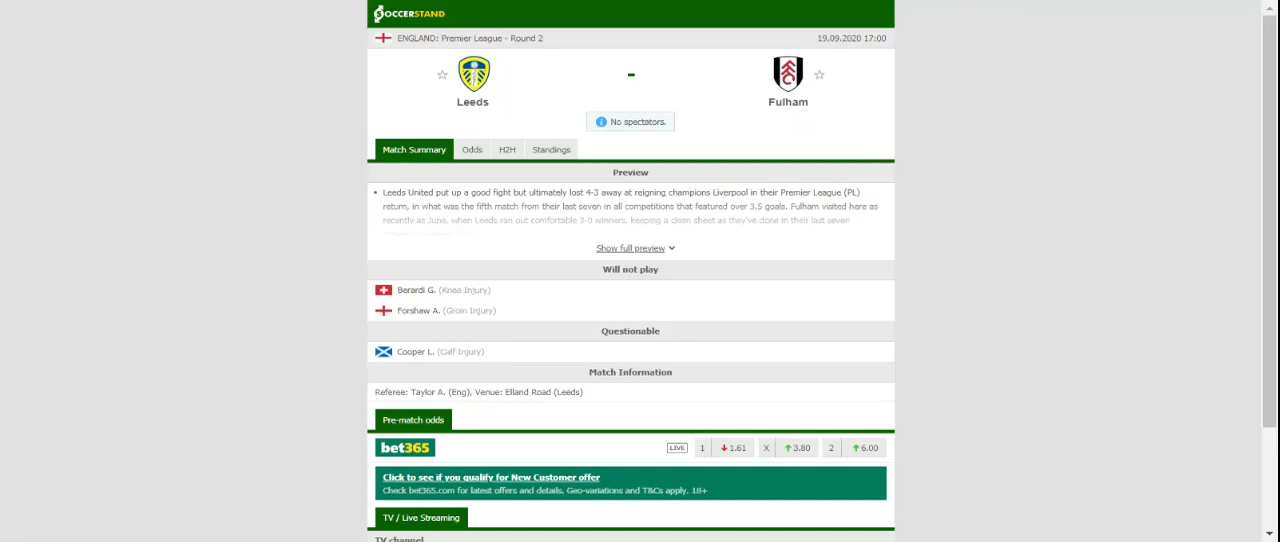 SOCCERSTAND
ENGLAND: Premier League - Round 2
19.09.2020 17:00
-
Leeds
Fulham
No spectators.
Match Summary
Odds
H2H
Standings
Preview
Leeds United put up a good fight but ultimately lost 4-3 away at reigning champions Liverpool in their Premier League (PL)
return, in what was the fifth match from their last seven in all competitions that featured over 3.5 goals. Fulham visited here as
recently as June, when Leeds ran out comfortable 3-0 winners, keeping a clean sheet as they've done in their last seven
Show full preview
Will not play
Berardi G. (Knee Injury)
Forshaw A. (Groin Injury)
Questionable
Cooper L. (Calf Injury)
Match Information
Referee: Taylor A. (Eng), Venue: Elland Road (Leeds)
Pre-match odds
bet365
LIVE
1
1.61
X
3.80
2
6.00
Click to see if you qualify for New Customer offer
Check bet365.com for latest offers and details. Geo-variations and T&Cs apply. 18+
TV / Live Streaming
TV channel